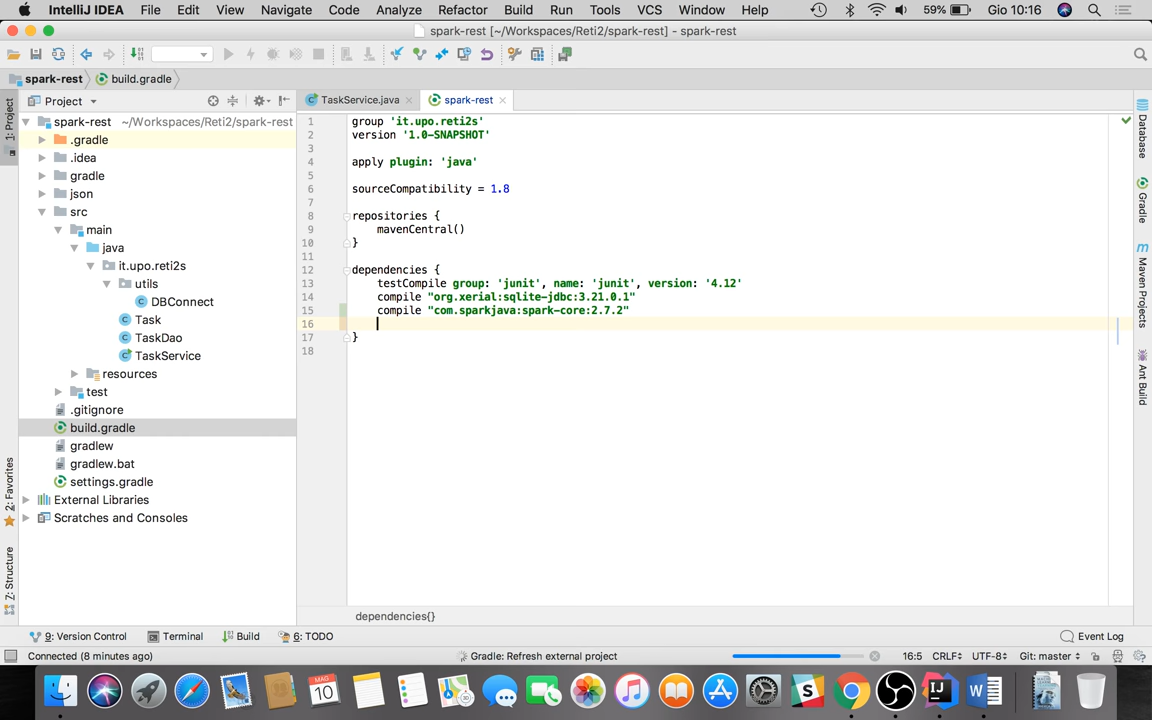 IntelliJ IDEA File Edit View Navigate Code Analyze Refactor Build Run Tools VCS Window Help 59% Gio 10:16
spark-rest [~/Workspaces/Reti2/spark-rest] - spark-rest
spark-rest build.gradle
1: Project
2: Favorites
Z: Structure
Project
spark-rest ~/Workspaces/Reti2/spark-rest
.gradle
.idea
gradle
json
src
main
java
it.upo.reti2s
utils
DBConnect
Task
TaskDao
TaskService
resources
test
.gitignore
build.gradle
gradlew
gradlew.bat
settings.gradle
External Libraries
Scratches and Consoles
TaskService.java spark-rest
1 group 'it.upo.reti2s'
2 version '1.0-SNAPSHOT'
3
4 apply plugin: 'java'
5
6 sourceCompatibility = 1.8
7
8 repositories {
9 mavenCentral()
10 }
11
12 dependencies {
13 testCompile group: 'junit', name: 'junit', version: '4.12'
14 compile "org.xerial:sqlite-jdbc:3.21.0.1"
15 compile "com.sparkjava:spark-core:2.7.2"
16
17 }
18
dependencies{}
Database
Gradle
m Maven Projects
Ant Build
9: Version Control Terminal Build 6: TODO Event Log
Connected (8 minutes ago) Gradle: Refresh external project 16:5 CRLF UTF-8 Git: master
MAG
10